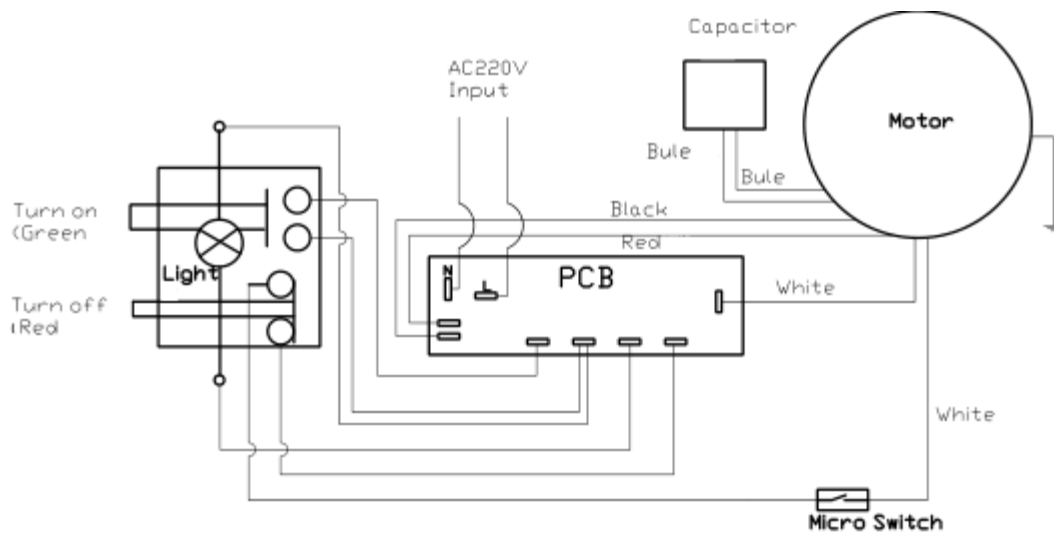 Capacitor
AC220V
Input
Motor
Bule
Bule
Turn on
(Green
Black
Red
Light
N
L
PCB
White
Turn off
(Red
White
Micro Switch